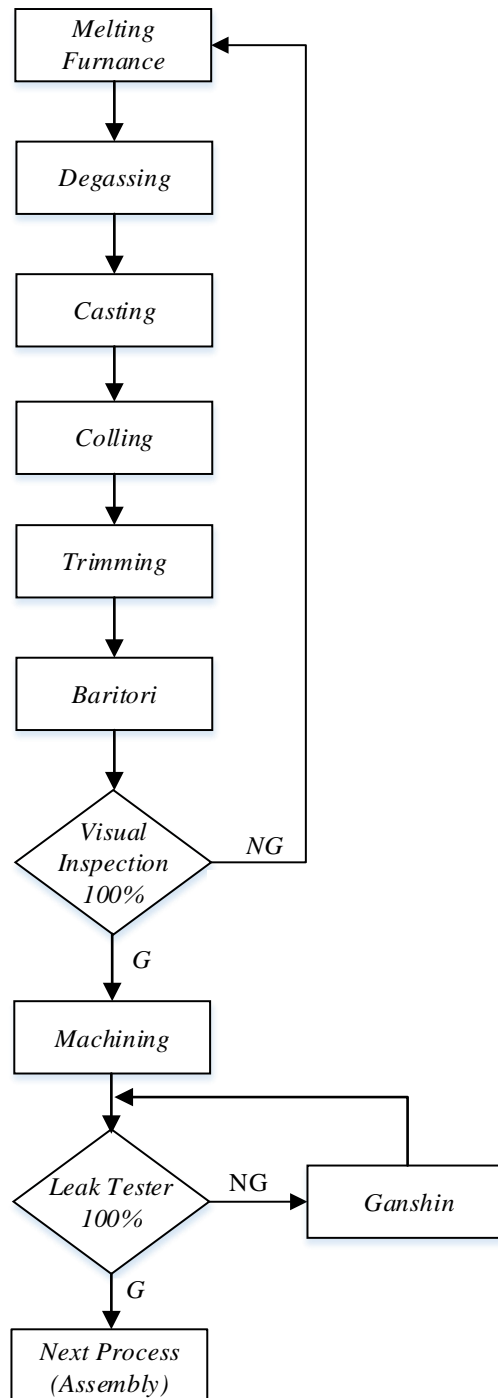 Melting
Furnance
Degassing
Casting
Colling
Trimming
Baritori
Visual
Inspection
100%
NG
G
Machining
Leak Tester
100%
NG
Ganshin
G
Next Process
(Assembly)